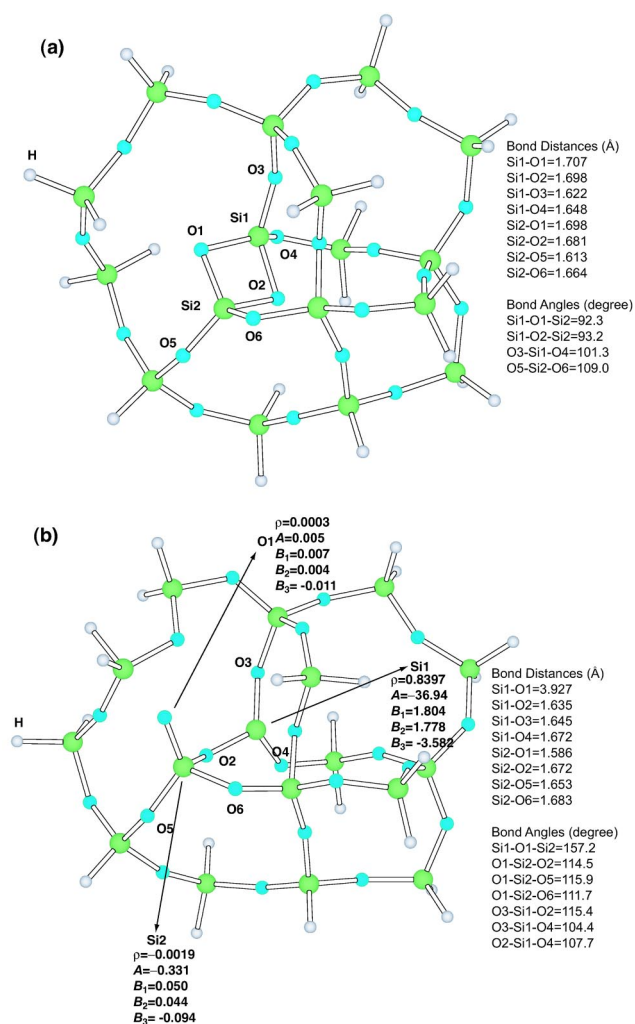 (a)
H
O3
Si1
O1
O4
O2
Si2
O6
O5
Bond Distances (Å)
Si1-O1=1.707
Si1-O2=1.698
Si1-O3=1.622
Si1-O4=1.648
Si2-O1=1.698
Si2-O2=1.681
Si2-O5=1.613
Si2-O6=1.664
Bond Angles (degree)
Si1-O1-Si2=92.3
Si1-O2-Si2=93.2
O3-Si1-O4=101.3
O5-Si2-O6=109.0
(b)
O1
ρ=0.0003
A=0.005
B1=0.007
B2=0.004
B3= -0.011
O3
Si1
ρ=0.8397
A=−36.94
B1=1.804
B2=1.778
B3= -3.582
H
O2
O4
O6
O5
Si2
ρ=−0.0019
A=−0.331
B1=0.050
B2=0.044
B3= -0.094
Bond Distances (Å)
Si1-O1=3.927
Si1-O2=1.635
Si1-O3=1.645
Si1-O4=1.672
Si2-O1=1.586
Si2-O2=1.672
Si2-O5=1.653
Si2-O6=1.683
Bond Angles (degree)
Si1-O1-Si2=157.2
O1-Si2-O2=114.5
O1-Si2-O5=115.9
O1-Si2-O6=111.7
O3-Si1-O2=115.4
O3-Si1-O4=104.4
O2-Si1-O4=107.7